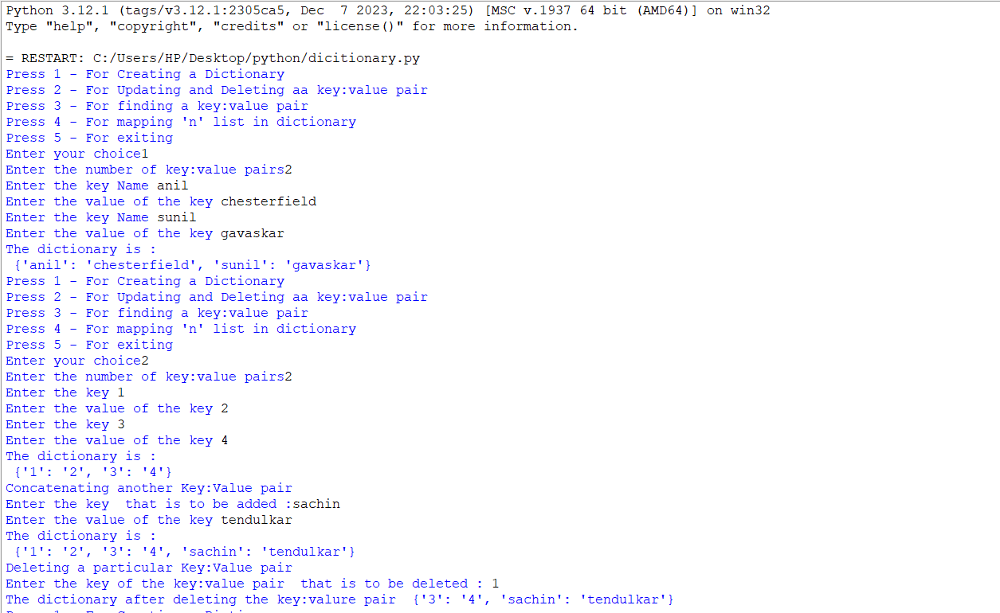 Python 3.12.1 (tags/v3.12.1:2305ca5, Dec  7 2023, 22:03:25) [MSC v.1937 64 bit (AMD64)] on win32
Type "help", "copyright", "credits" or "license()" for more information.
= RESTART: C:/Users/HP/Desktop/python/dicitionary.py
Press 1 - For Creating a Dictionary
Press 2 - For Updating and Deleting aa key:value pair
Press 3 - For finding a key:value pair
Press 4 - For mapping 'n' list in dictionary
Press 5 - For exiting
Enter your choice1
Enter the number of key:value pairs2
Enter the key Name anil
Enter the value of the key chesterfield
Enter the key Name sunil
Enter the value of the key gavaskar
The dictionary is :
 {'anil': 'chesterfield', 'sunil': 'gavaskar'}
Press 1 - For Creating a Dictionary
Press 2 - For Updating and Deleting aa key:value pair
Press 3 - For finding a key:value pair
Press 4 - For mapping 'n' list in dictionary
Press 5 - For exiting
Enter your choice2
Enter the number of key:value pairs2
Enter the key 1
Enter the value of the key 2
Enter the key 3
Enter the value of the key 4
The dictionary is :
 {'1': '2', '3': '4'}
Concatenating another Key:Value pair
Enter the key  that is to be added :sachin
Enter the value of the key tendulkar
The dictionary is :
 {'1': '2', '3': '4', 'sachin': 'tendulkar'}
Deleting a particular Key:Value pair
Enter the key of the key:value pair  that is to be deleted : 1
The dictionary after deleting the key:valure pair  {'3': '4', 'sachin': 'tendulkar'}